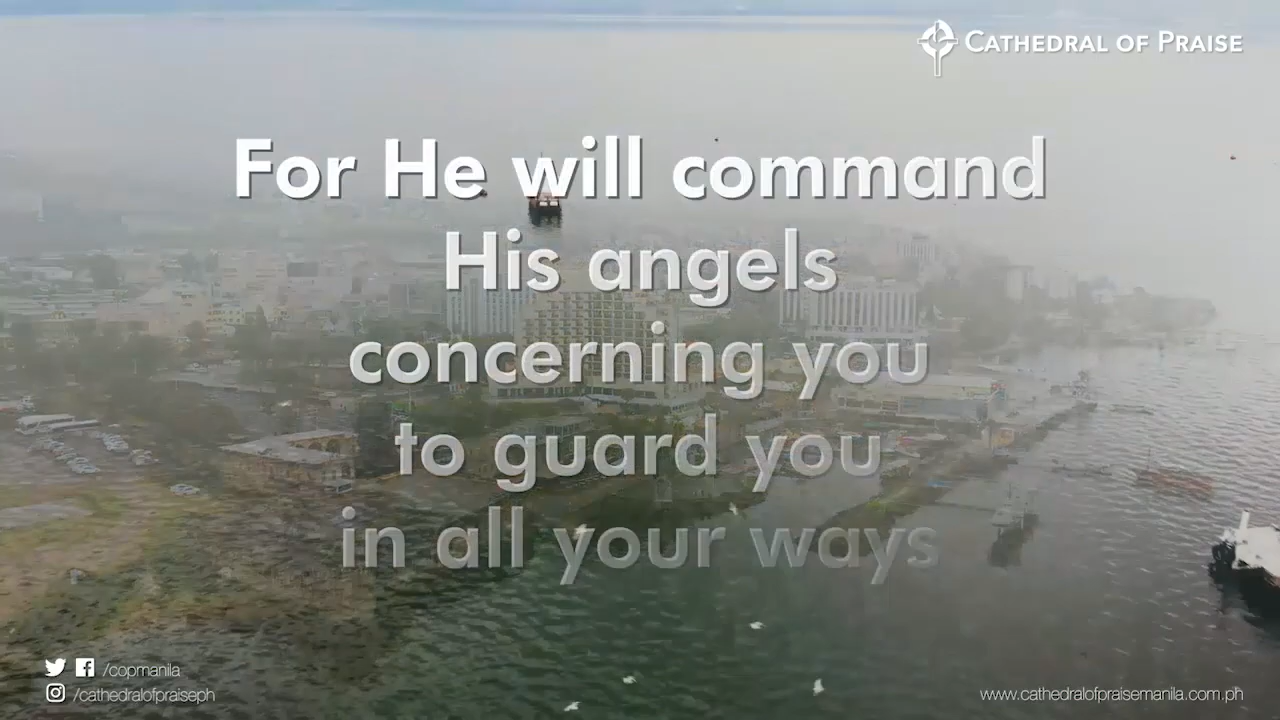 CATHEDRAL OF PRAISE
For He will command
His angels
concerning you
to guard you
in all your ways
/copmanila
/cathedralofpraiseph
www.cathedralofpraisemanila.com.ph